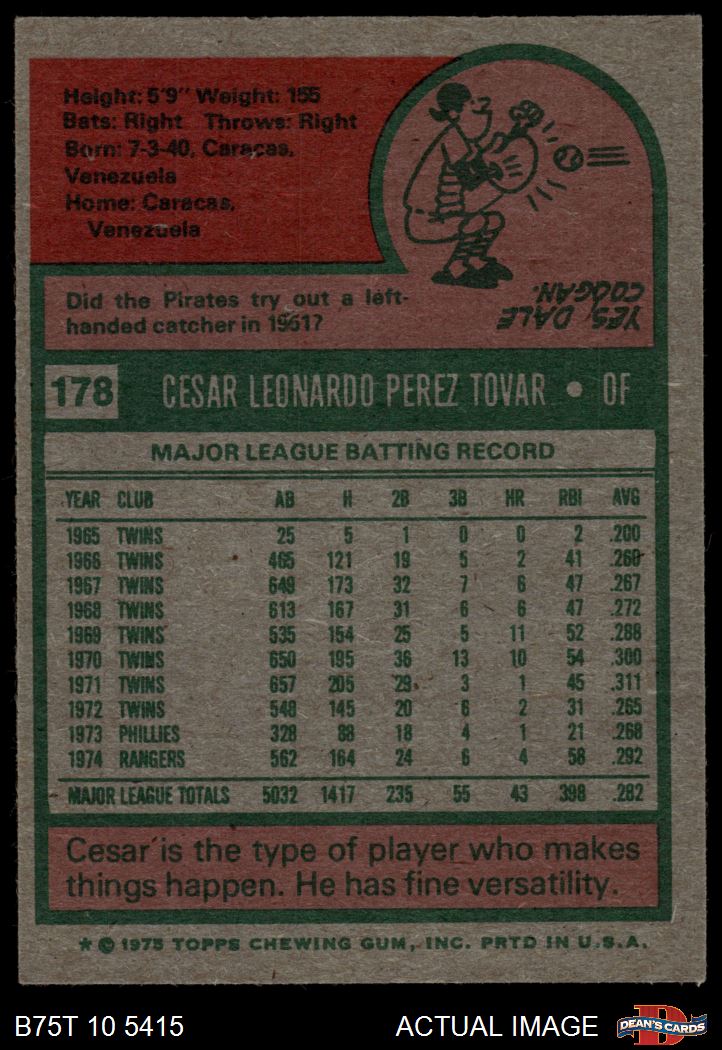 Height: 5'9" Weight: 155
Bats: Right Throws: Right
Born: 7-3-40, Caracas,
Venezuela
Home: Caracas,
Venezuela
Did the Pirates try out a left-
handed catcher in 1961?
YES, DALE
COOGAN.
178 CESAR LEONARDO PEREZ TOVAR • OF
MAJOR LEAGUE BATTING RECORD
YEAR CLUB AB H 2B 3B HR RBI AVG
1965 TWINS 25 5 1 0 0 2 .200
1966 TWINS 465 121 19 5 2 41 .260
1967 TWINS 649 173 32 7 6 47 .267
1968 TWINS 613 167 31 6 6 47 .272
1969 TWINS 535 154 25 5 11 52 .288
1970 TWINS 650 195 36 13 10 54 .300
1971 TWINS 657 205 29 3 1 45 .311
1972 TWINS 548 145 20 6 2 31 .265
1973 PHILLIES 328 88 18 4 1 21 .268
1974 RANGERS 562 164 24 6 4 58 .292
MAJOR LEAGUE TOTALS 5032 1417 235 55 43 398 .282
Cesar is the type of player who makes
things happen. He has fine versatility.
* © 1975 TOPPS CHEWING GUM, INC. PRTD IN U.S.A.
B75T 10 5415 ACTUAL IMAGE D DEAN'S CARDS